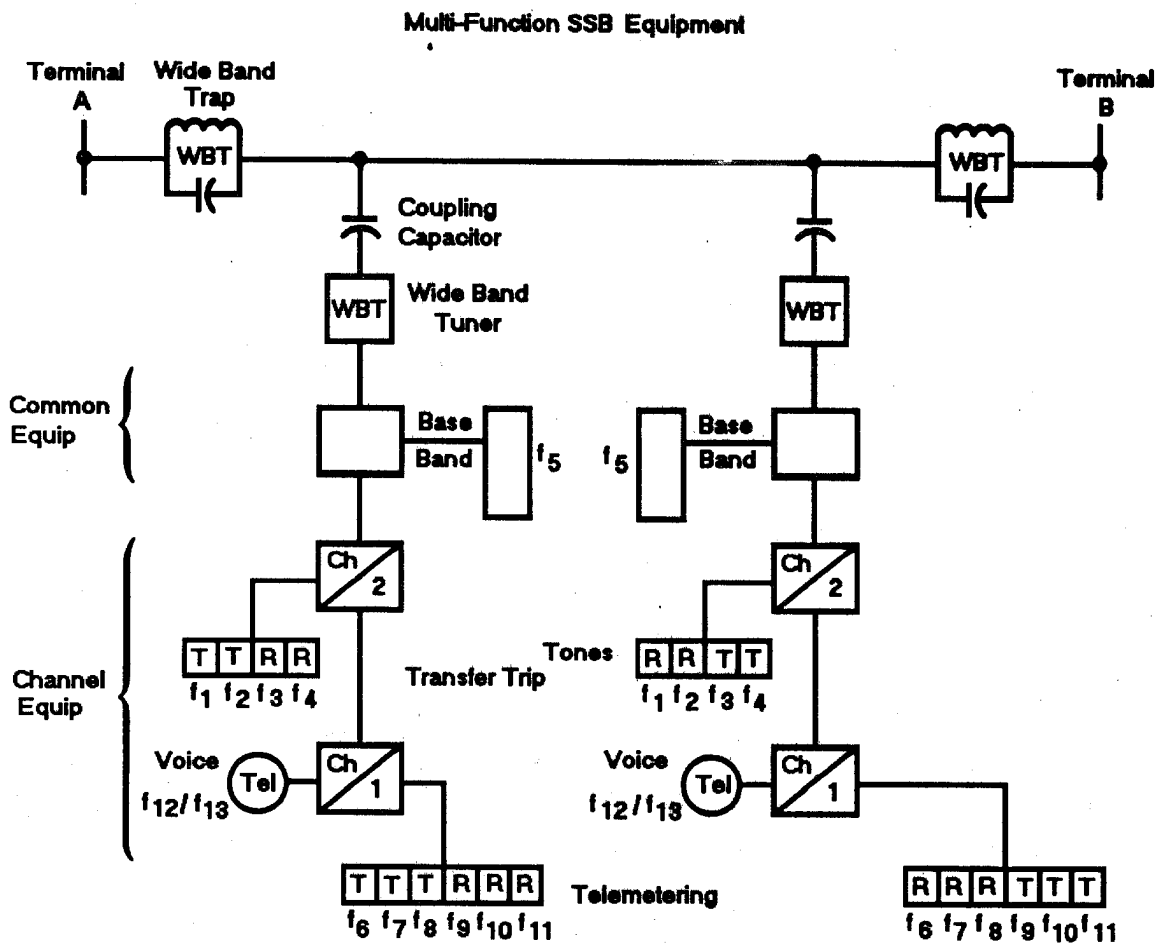 Multi-Function SSB Equipment
Terminal
A
Wide Band
Trap
Terminal
B
WBT
WBT
Coupling
Capacitor
WBT
Wide Band
Tuner
WBT
Common
Equip
Base
Band
f5
f5
Base
Band
Ch
2
Ch
2
T T R R
f1 f2 f3 f4
Tones
R R T T
f1 f2 f3 f4
Transfer Trip
Channel
Equip
Voice
f12/f13
Tel
Ch
1
Voice
f12/f13
Tel
Ch
1
T T T R R R
f6 f7 f8 f9 f10 f11
Telemetering
R R R T T T
f6 f7 f8 f9 f10 f11